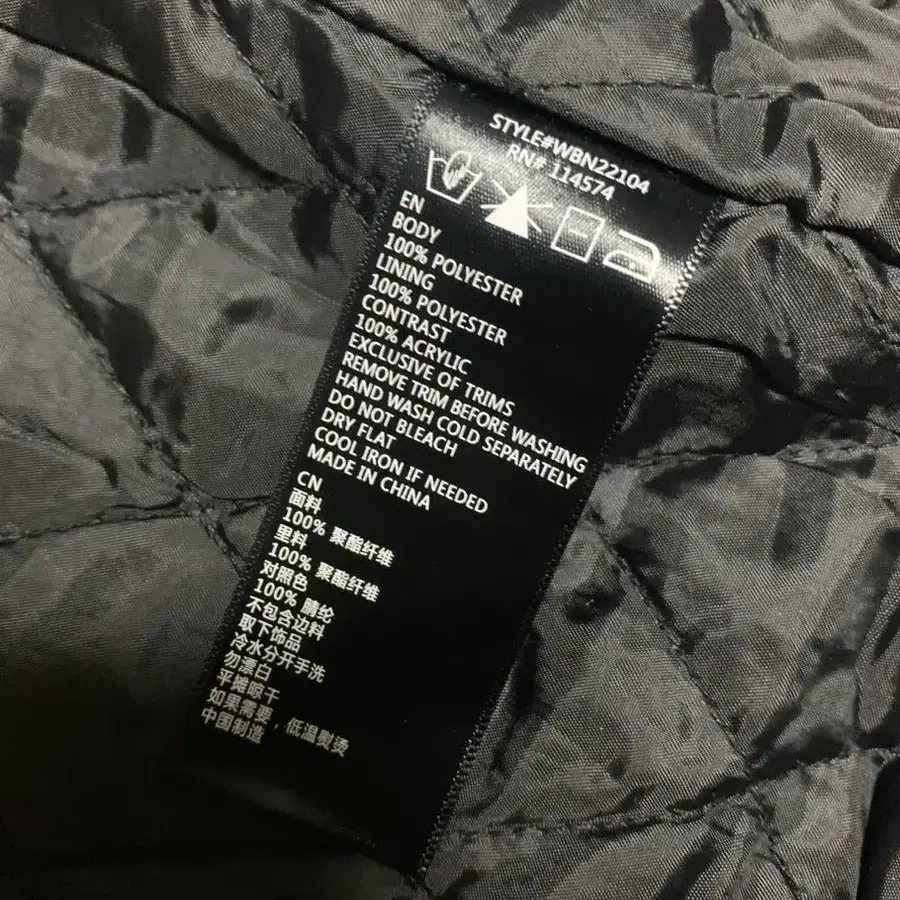 STYLE#WBN22104
RN# 114574
EN
BODY
100% POLYESTER
LINING
100% POLYESTER
CONTRAST
100% ACRYLIC
EXCLUSIVE OF TRIMS
REMOVE TRIM BEFORE WASHING
HAND WASH COLD SEPARATELY
DO NOT BLEACH
DRY FLAT
COOL IRON IF NEEDED
MADE IN CHINA
CN
面料
100% 聚酯纤维
里料
100% 聚酯纤维
对照色
100% 腈纶
不包含边料
取下饰品
冷水分开手洗
勿漂白
平摊晾干
如果需要，低温熨烫
中国制造